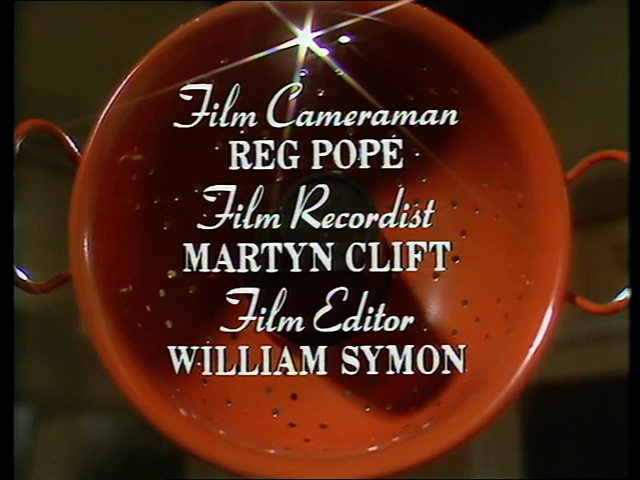 Film Cameraman
REG POPE
Film Recordist
MARTYN CLIFT
Film Editor
WILLIAM SYMON